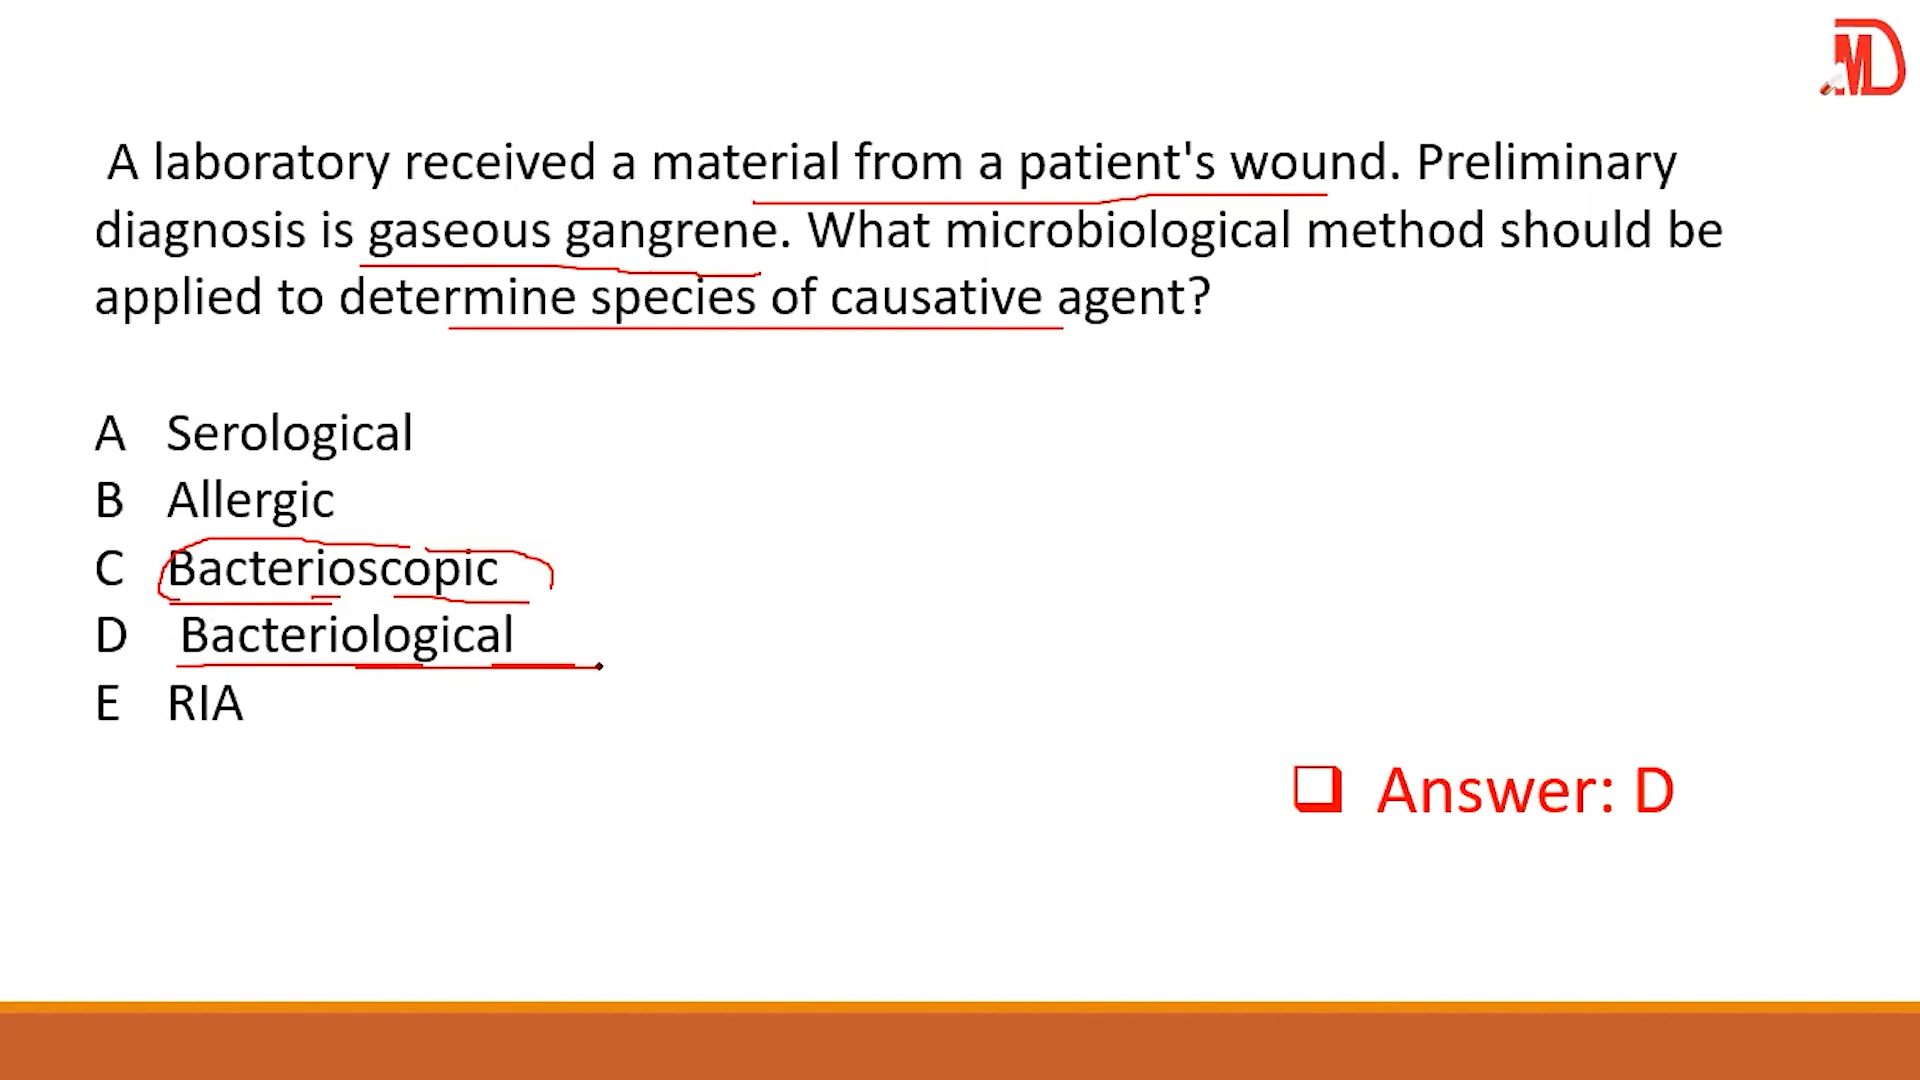 MD
A laboratory received a material from a patient's wound. Preliminary
diagnosis is gaseous gangrene. What microbiological method should be
applied to determine species of causative agent?
A Serological
B Allergic
C Bacterioscopic
D Bacteriological
E RIA
❑ Answer: D